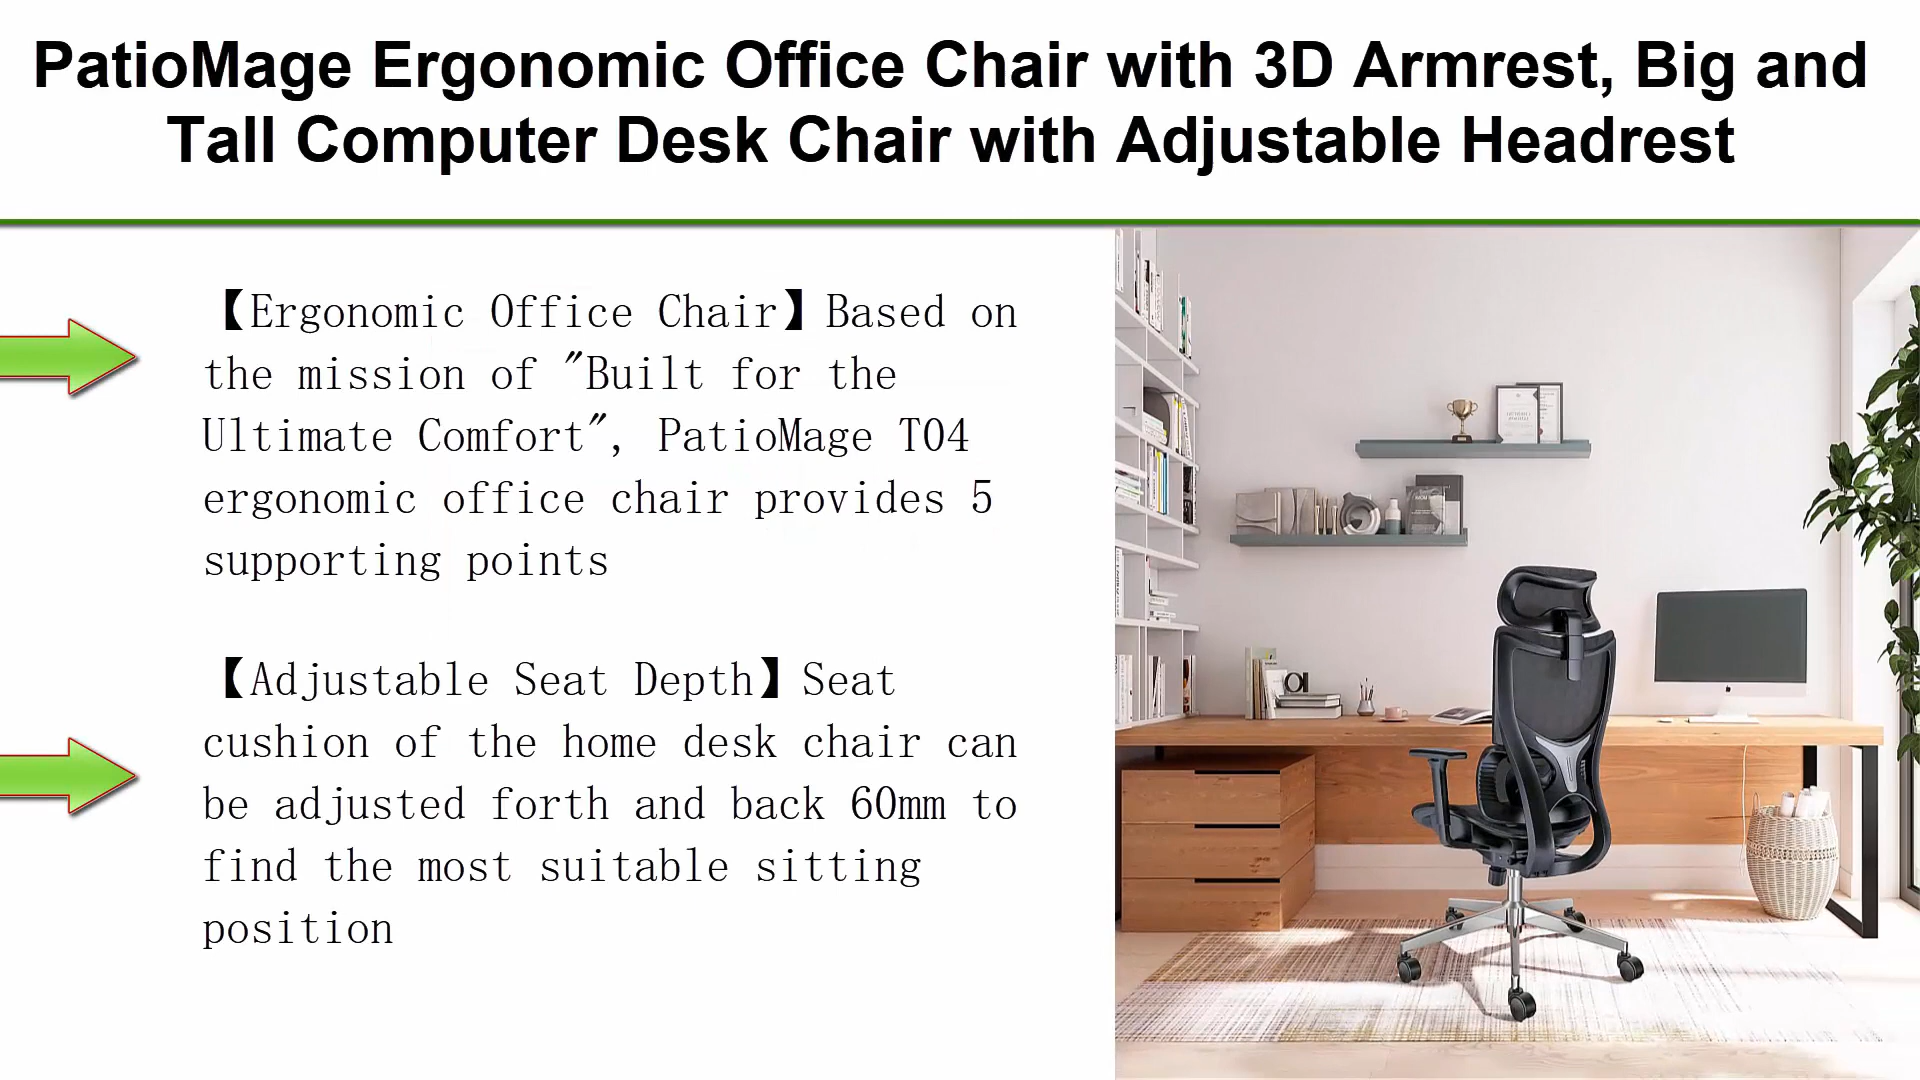 PatioMage Ergonomic Office Chair with 3D Armrest, Big and
Tall Computer Desk Chair with Adjustable Headrest
【Ergonomic Office Chair】Based on
the mission of "Built for the
Ultimate Comfort", PatioMage T04
ergonomic office chair provides 5
supporting points
【Adjustable Seat Depth】Seat
cushion of the home desk chair can
be adjusted forth and back 60mm to
find the most suitable sitting
position